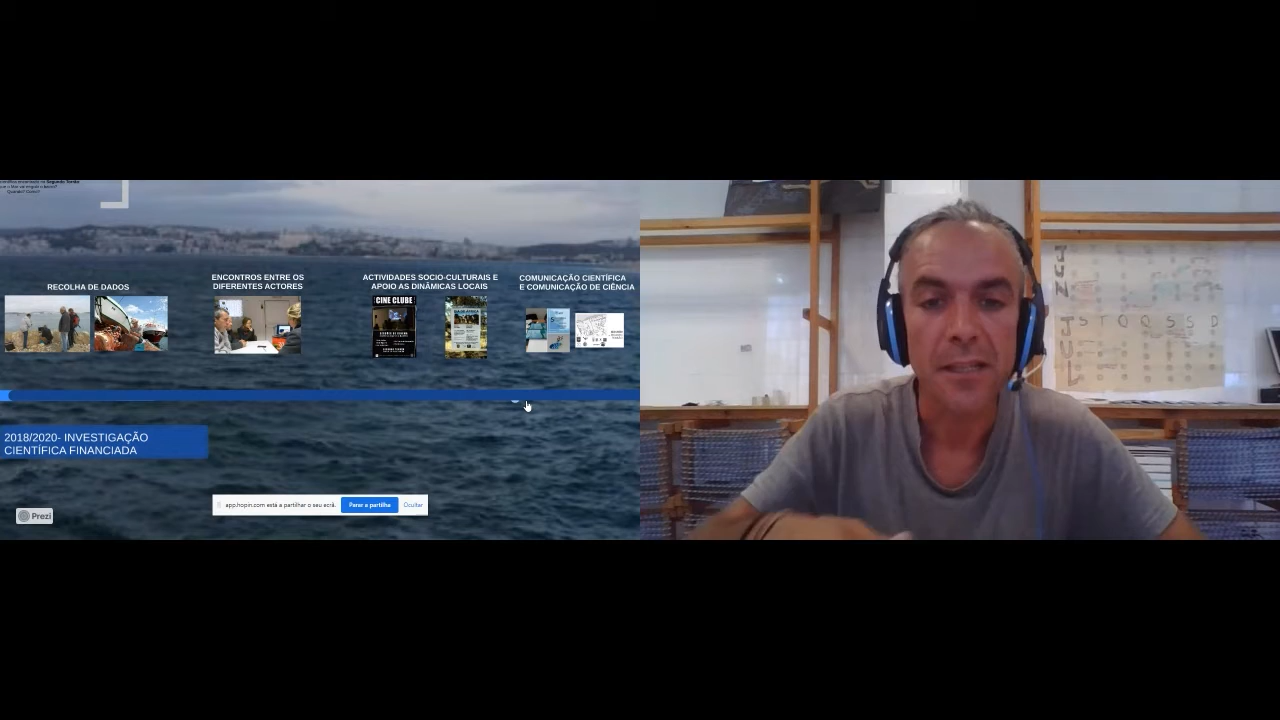 Quando? Como?
RECOLHA DE DADOS
ENCONTROS ENTRE OS
DIFERENTES ACTORES
ACTIVIDADES SOCIO-CULTURAIS E
APOIO AS DINÂMICAS LOCAIS
COMUNICAÇÃO CIENTÍFICA
E COMUNICAÇÃO DE CIÊNCIA
CINE CLUBE
2018/2020- INVESTIGAÇÃO
CIENTÍFICA FINANCIADA
Prezi
app.hopin.com está a partilhar o seu ecrã.
Parar a partilha
Ocultar
JUN
JUL
S T Q Q S S D